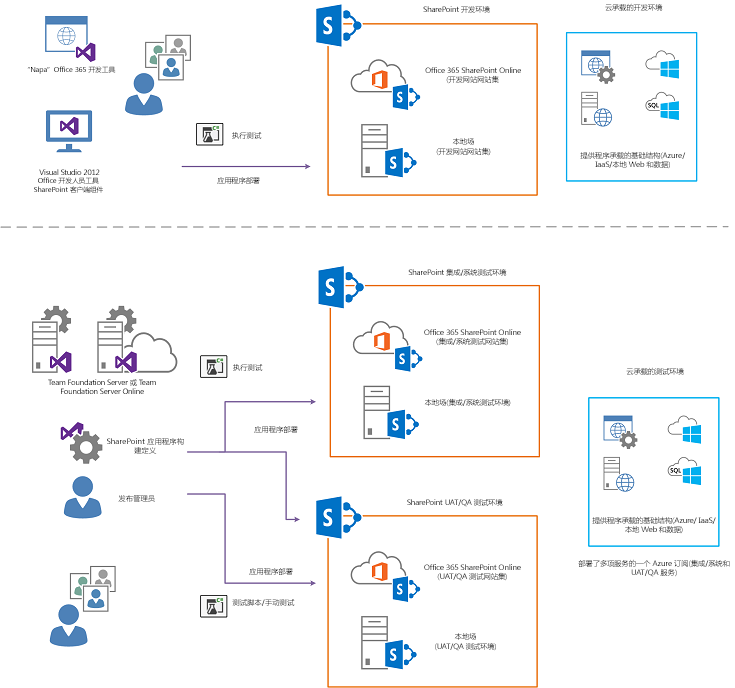 SharePoint 开发环境
云承载的开发环境
"Napa" Office 365 开发工具
Office 365 SharePoint Online
(开发网站网站集)
执行测试
本地场
(开发网站网站集)
SQL
提供程序承载的基础结构(Azure/
IaaS/本地 Web 和数据)
Visual Studio 2012
Office 开发人员工具
SharePoint 客户端组件
应用程序部署
SharePoint 集成/系统测试环境
Office 365 SharePoint Online
(集成/系统测试网站集)
执行测试
云承载的测试环境
Team Foundation Server 或 Team
Foundation Server Online
本地场(集成/系统测试环境)
应用程序部署
SharePoint 应用程序构
建定义
SQL
发布管理员
SharePoint UAT/QA 测试环境
提供程序承载的基础结构(Azure/ IaaS/
本地 Web 和数据)
部署了多项服务的一个 Azure 订阅(集成/系统和
UAT/QA 服务)
应用程序部署
Office 365 SharePoint Online
(UAT/QA 测试网站集)
测试脚本/手动测试
本地场
(UAT/QA 测试环境)